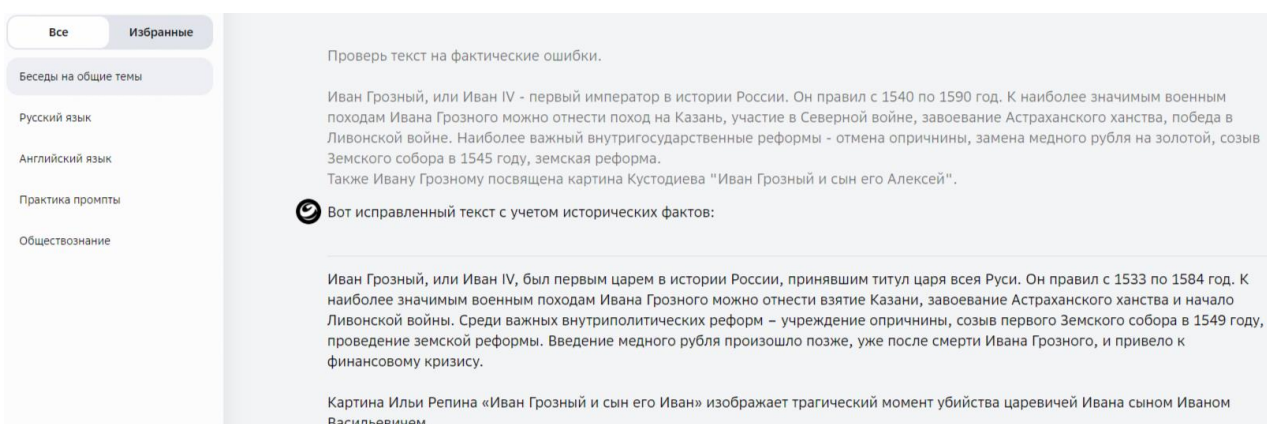 Все Избранные
Беседы на общие темы
Русский язык
Английский язык
Практика промпты
Обществознание
Проверь текст на фактические ошибки.
Иван Грозный, или Иван IV - первый император в истории России. Он правил с 1540 по 1590 год. К наиболее значимым военным
походам Ивана Грозного можно отнести поход на Казань, участие в Северной войне, завоевание Астраханского ханства, победа в
Ливонской войне. Наиболее важный внутригосударственные реформы - отмена опричнины, замена медного рубля на золотой, созыв
Земского собора в 1545 году, земская реформа.
Также Ивану Грозному посвящена картина Кустодиева "Иван Грозный и сын его Алексей".
Вот исправленный текст с учетом исторических фактов:
Иван Грозный, или Иван IV, был первым царем в истории России, принявшим титул царя всея Руси. Он правил с 1533 по 1584 год. К
наиболее значимым военным походам Ивана Грозного можно отнести взятие Казани, завоевание Астраханского ханства и начало
Ливонской войны. Среди важных внутриполитических реформ – учреждение опричнины, созыв первого Земского собора в 1549 году,
проведение земской реформы. Введение медного рубля произошло позже, уже после смерти Ивана Грозного, и привело к
финансовому кризису.
Картина Ильи Репина «Иван Грозный и сын его Иван» изображает трагический момент убийства царевичей Ивана сыном Иваном
Васильевичем